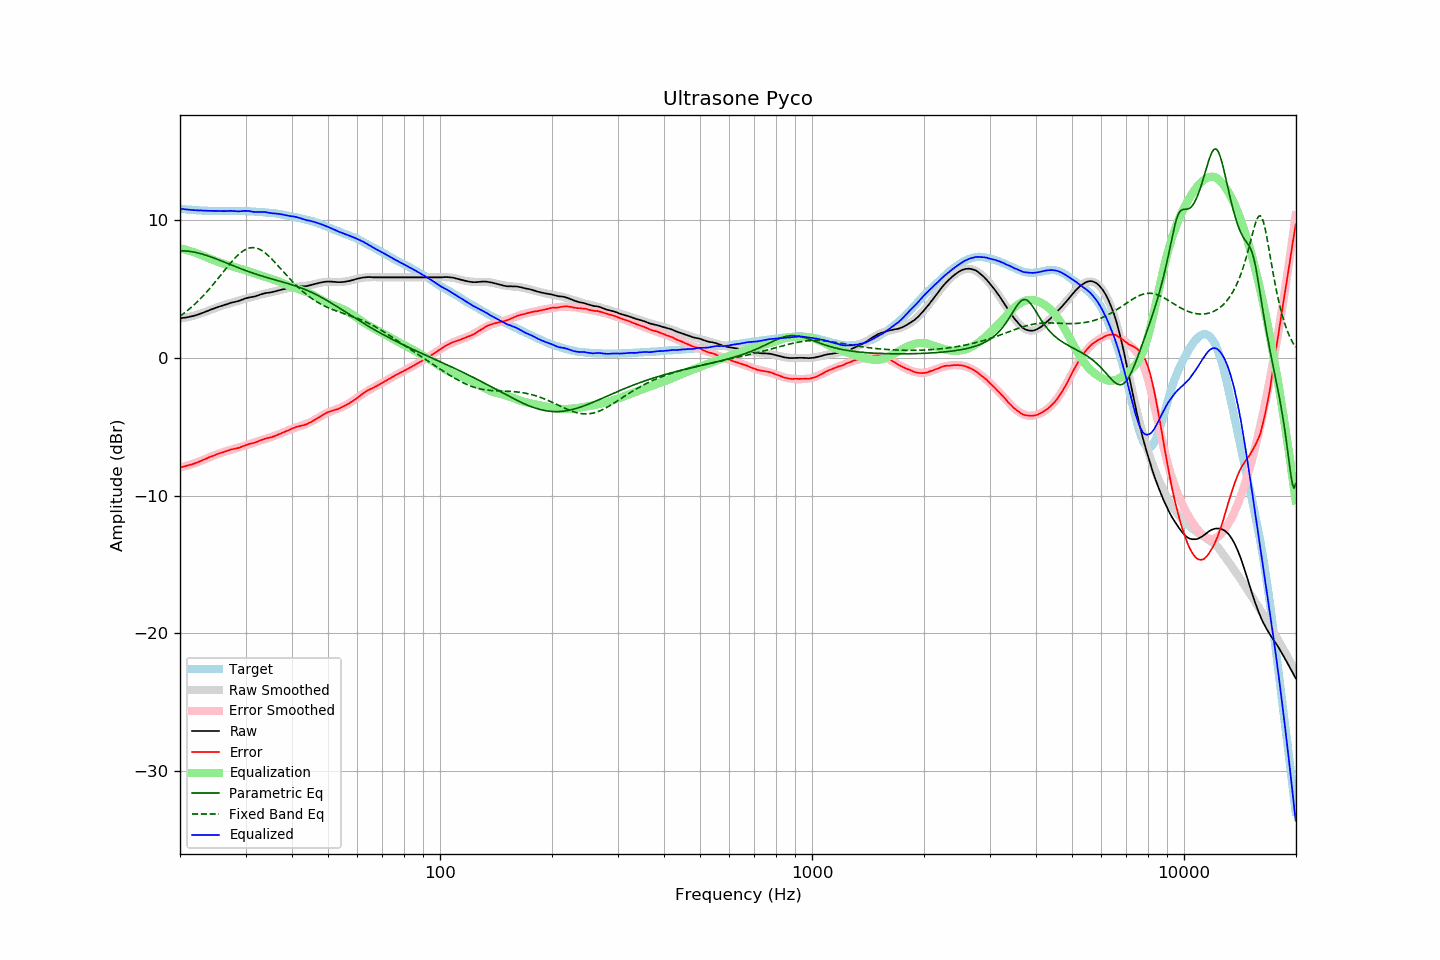 Ultrasone Pyco
10
0
−10
−20
−30
Amplitude (dBr)
Target
Raw Smoothed
Error Smoothed
Raw
Error
Equalization
Parametric Eq
Fixed Band Eq
Equalized
100 1000 10000
Frequency (Hz)